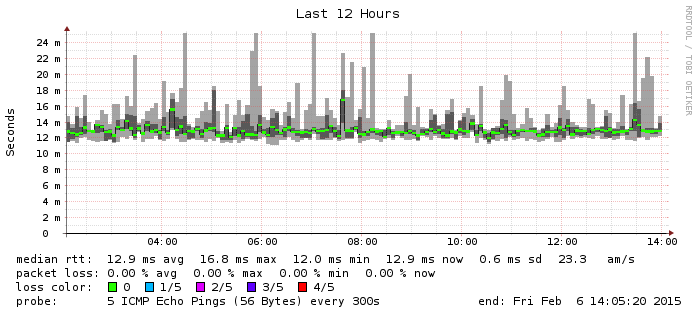 Last 12 Hours
RRDTOOL / TOBI OETIKER
Seconds
24 m
22 m
20 m
18 m
16 m
14 m
12 m
10 m
8 m
6 m
4 m
2 m
0
04:00 06:00 08:00 10:00 12:00 14:00
median rtt: 12.9 ms avg 16.8 ms max 12.0 ms min 12.9 ms now 0.6 ms sd 23.3 am/s
packet loss: 0.00 % avg 0.00 % max 0.00 % min 0.00 % now
loss color: 0 1/5 2/5 3/5 4/5
probe: 5 ICMP Echo Pings (56 Bytes) every 300s end: Fri Feb 6 14:05:20 2015